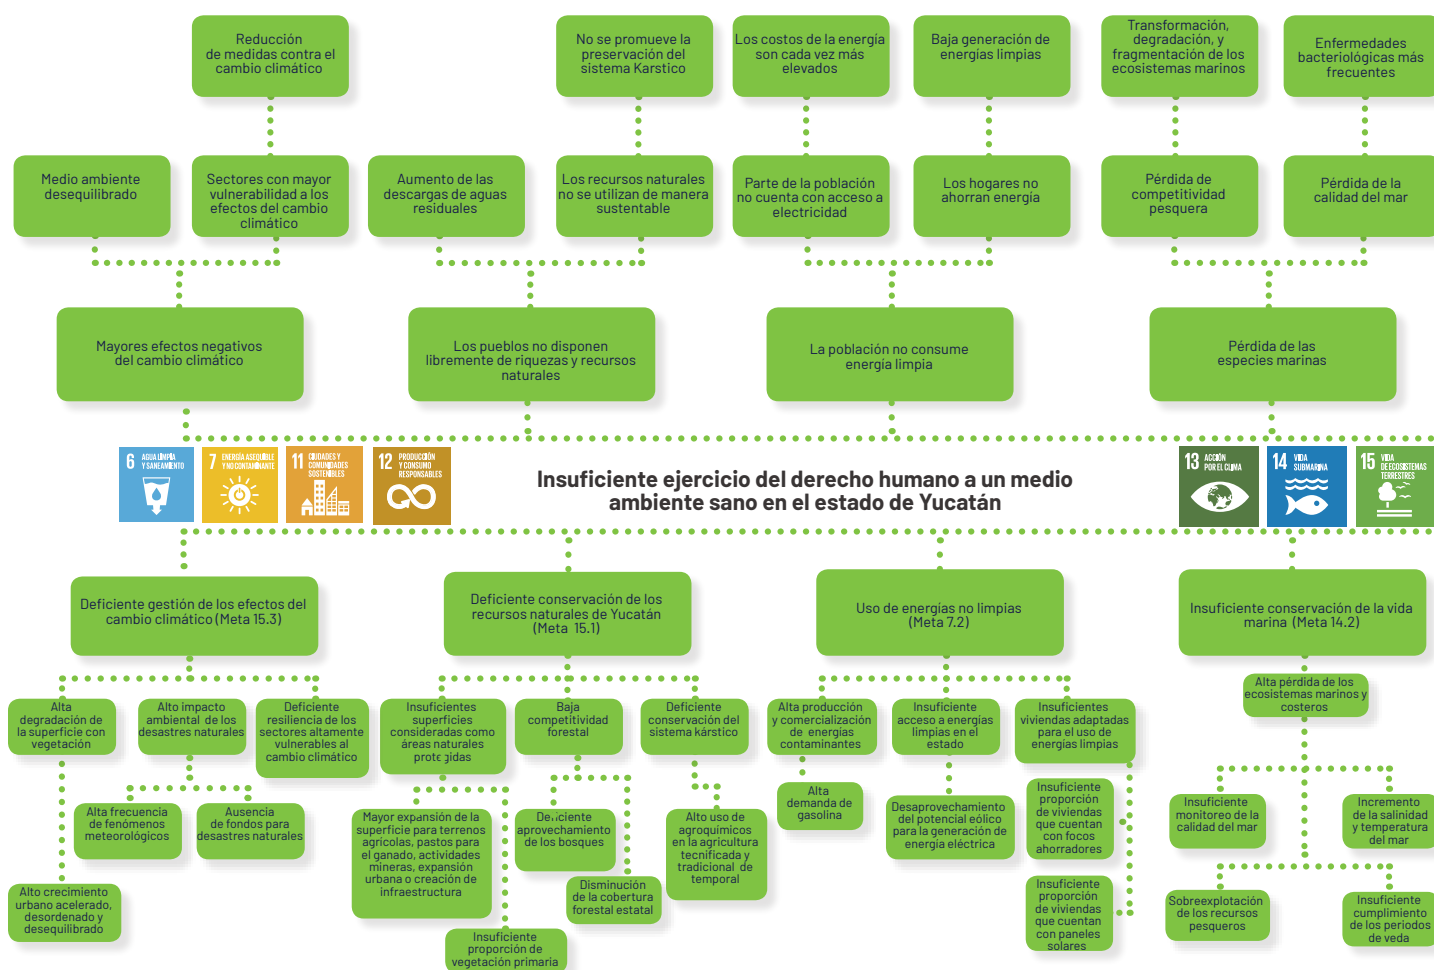 Reducción
de medidas contra el
cambio climático
No se promueve la
preservación del
sistema Karstico
Los costos de la energía
son cada vez más
elevados
Baja generación de
energías limpias
Transformación,
degradación, y
fragmentación de los
ecosistemas marinos
Enfermedades
bacteriológicas más
frecuentes
Medio ambiente
desequilibrado
Sectores con mayor
vulnerabilidad a los
efectos del cambio
climático
Aumento de las
descargas de aguas
residuales
Los recursos naturales
no se utilizan de manera
sustentable
Parte de la población
no cuenta con acceso a
electricidad
Los hogares no
ahorran energía
Pérdida de
competitividad
pesquera
Pérdida de la
calidad del mar
Mayores efectos negativos
del cambio climático
Los pueblos no disponen
libremente de riquezas y recursos
naturales
La población no consume
energía limpia
Pérdida de las
especies marinas
6 AGUA LIMPIA
Y SANEAMIENTO
7 ENERGÍA ASEQUIBLE
Y NO CONTAMINANTE
11 CIUDADES Y
COMUNIDADES
SOSTENIBLES
12 PRODUCCIÓN
Y CONSUMO
RESPONSABLES
Insuficiente ejercicio del derecho humano a un medio
ambiente sano en el estado de Yucatán
13 ACCIÓN
POR EL CLIMA
14 VIDA
SUBMARINA
15 VIDA
DE ECOSISTEMAS
TERRESTRES
Deficiente gestión de los efectos del
cambio climático (Meta 15.3)
Deficiente conservación de los
recursos naturales de Yucatán
(Meta 15.1)
Uso de energías no limpias
(Meta 7.2)
Insuficiente conservación de la vida
marina (Meta 14.2)
Alta
degradación de
la superficie con
vegetación
Alto impacto
ambiental de los
desastres naturales
Deficiente
resiliencia de los
sectores altamente
vulnerables al
cambio climático
Insuficientes
superficies
consideradas como
áreas naturales
protegidas
Baja
competitividad
forestal
Deficiente
conservación del
sistema kárstico
Alta producción
y comercialización
de energías
contaminantes
Insuficiente
acceso a energías
limpias en el
estado
Insuficientes
viviendas adaptadas
para el uso de
energías limpias
Alta pérdida de los
ecosistemas marinos y
costeros
Alta frecuencia
de fenómenos
meteorológicos
Ausencia
de fondos para
desastres naturales
Mayor expansión de la
superficie para terrenos
agrícolas, pastos para
el ganado, actividades
mineras, expansión
urbana o creación de
infraestructura
Deficiente
aprovechamiento
de los bosques
Alto uso de
agroquímicos
en la agricultura
tecnificada y
tradicional de
temporal
Alta
demanda de
gasolina
Desaprovechamiento
del potencial eólico
para la generación de
energía eléctrica
Insuficiente
proporción
de viviendas
que cuentan
con focos
ahorradores
Insuficiente
monitoreo de la
calidad del mar
Incremento
de la salinidad
y temperatura
del mar
Alto crecimiento
urbano acelerado,
desordenado y
desequilibrado
Insuficiente
proporción de
vegetación primaria
Disminución
de la cobertura
forestal estatal
Insuficiente
proporción
de viviendas
que cuentan
con paneles
solares
Sobreexplotación
de los recursos
pesqueros
Insuficiente
cumplimiento
de los periodos
de veda